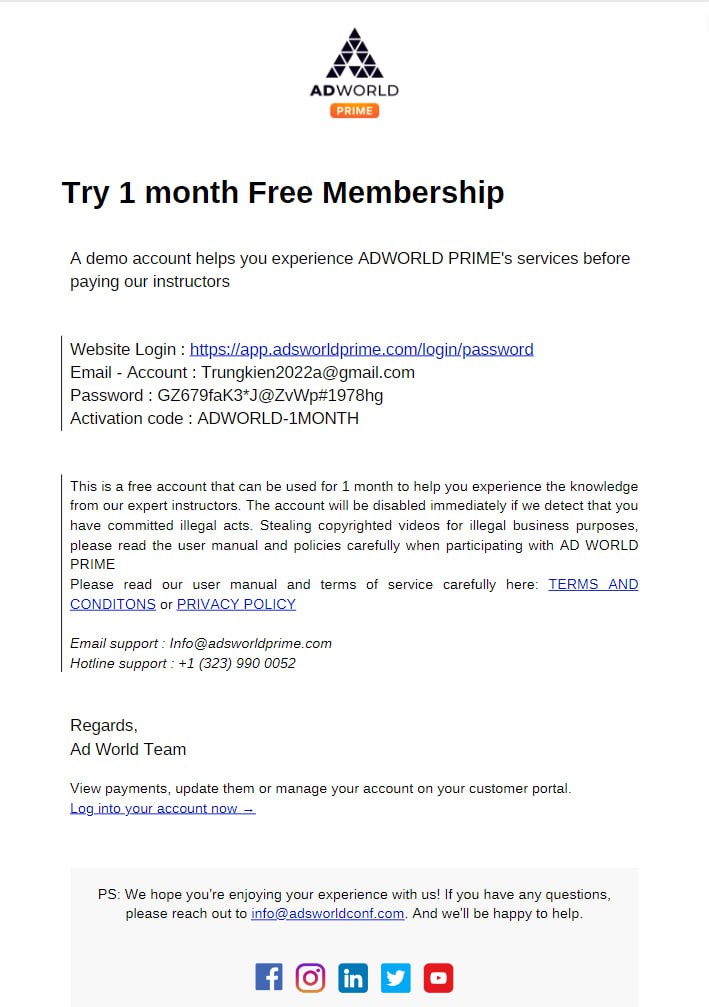 ADWORLD
PRIME
Try 1 month Free Membership
A demo account helps you experience ADWORLD PRIME's services before
paying our instructors
Website Login : https://app.adsworldprime.com/login/password
Email - Account : Trungkien2022a@gmail.com
Password : GZ679faK3*J@ZvWp#1978hg
Activation code : ADWORLD-1MONTH
This is a free account that can be used for 1 month to help you experience the knowledge
from our expert instructors. The account will be disabled immediately if we detect that you
have committed illegal acts. Stealing copyrighted videos for illegal business purposes,
please read the user manual and policies carefully when participating with AD WORLD
PRIME
Please read our user manual and terms of service carefully here: TERMS AND
CONDITONS or PRIVACY POLICY
Email support : Info@adsworldprime.com
Hotline support : +1 (323) 990 0052
Regards,
Ad World Team
View payments, update them or manage your account on your customer portal.
Log into your account now →
PS: We hope you're enjoying your experience with us! If you have any questions,
please reach out to info@adsworldconf.com. And we'll be happy to help.